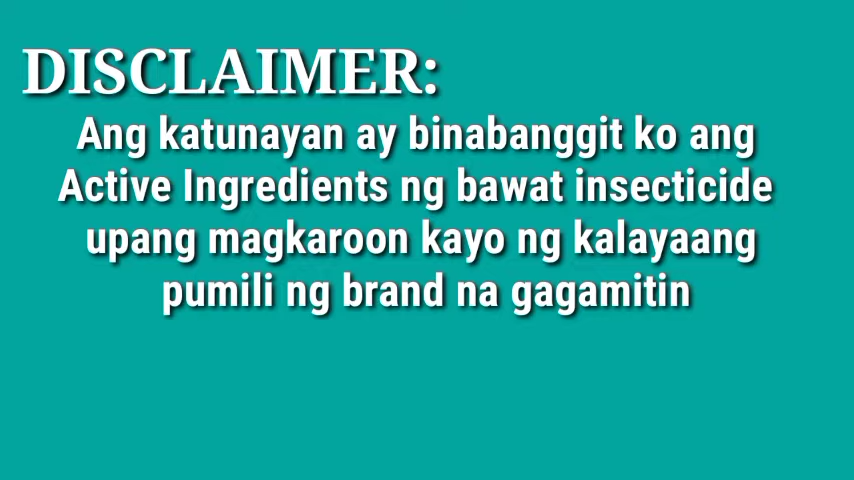 DISCLAIMER:
Ang katunayan ay binabanggit ko ang
Active Ingredients ng bawat insecticide
upang magkaroon kayo ng kalayaang
pumili ng brand na gagamitin